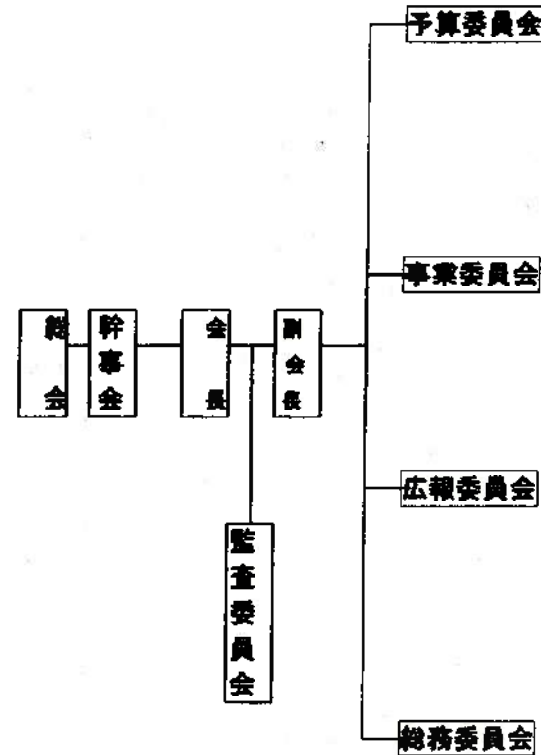 予算委員会
事業委員会
総会
幹事会
会長
副会長
広報委員会
監査委員会
総務委員会